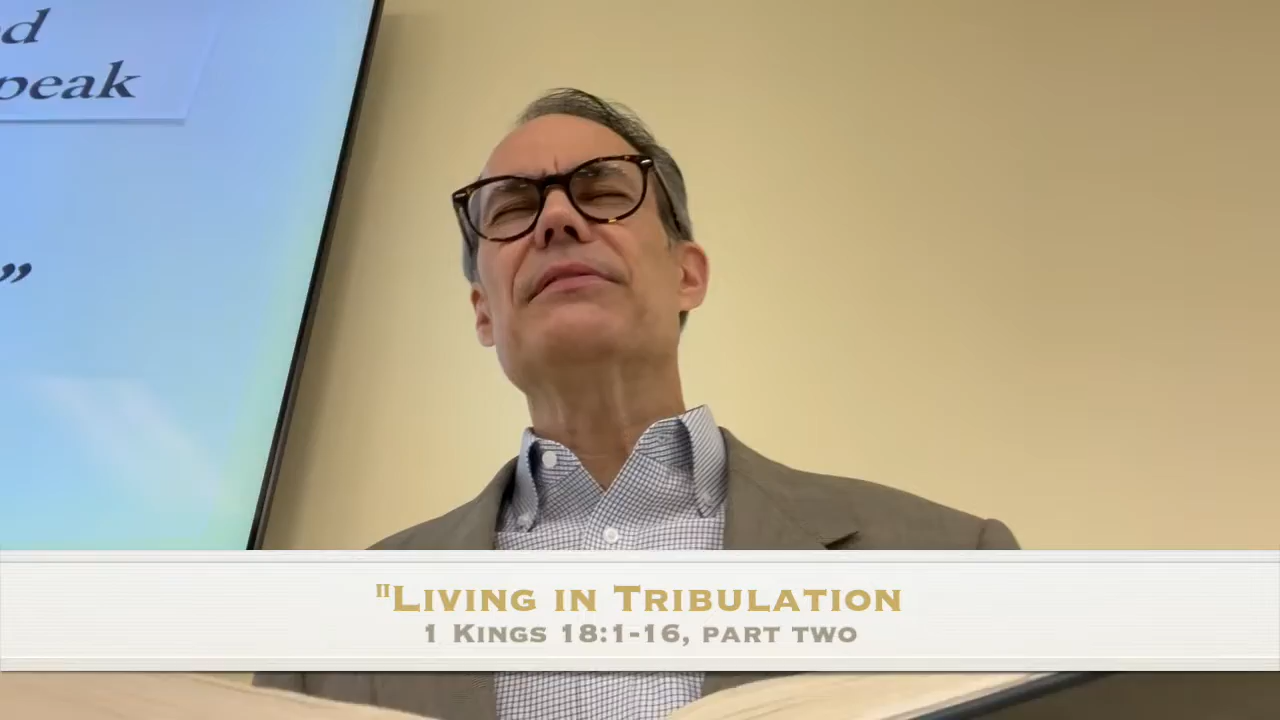 d
peak
”
"Living in Tribulation
1 Kings 18:1-16, part two